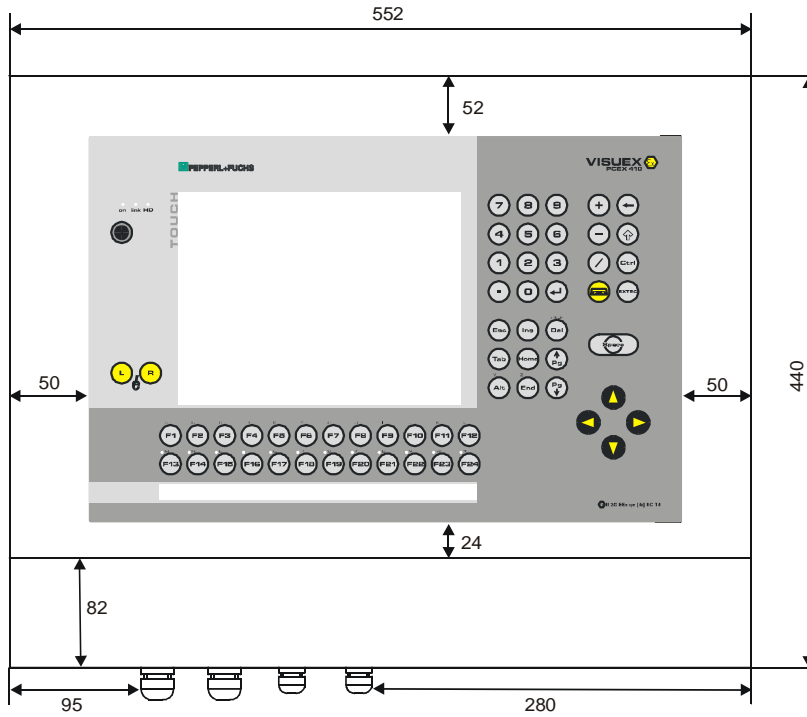 552
52
PEPPERL+FUCHS
VISUEX
PCEX 410
on link HD
TOUCH
7 8 9 + ←
4 5 6 −
1 2 3 / Ctrl
0
Esc Ins Del
Tab Home Pg
Alt End Pg
Space
L R
50
50
440
F1 F2 F3 F4 F5 F6 F7 F8 F9 F10 F11 F12
F13 F14 F15 F16 F17 F18 F19 F20 F21 F22 F23 F24
24
82
95
280